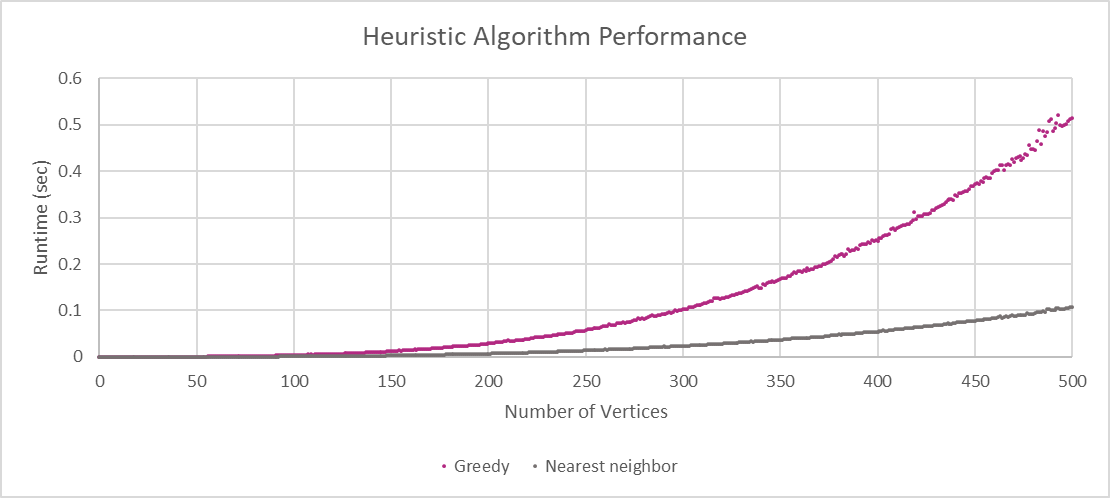 Heuristic Algorithm Performance
0.6
0.5
0.4
0.3
0.2
0.1
0
Runtime (sec)
0 50 100 150 200 250 300 350 400 450 500
Number of Vertices
Greedy Nearest neighbor